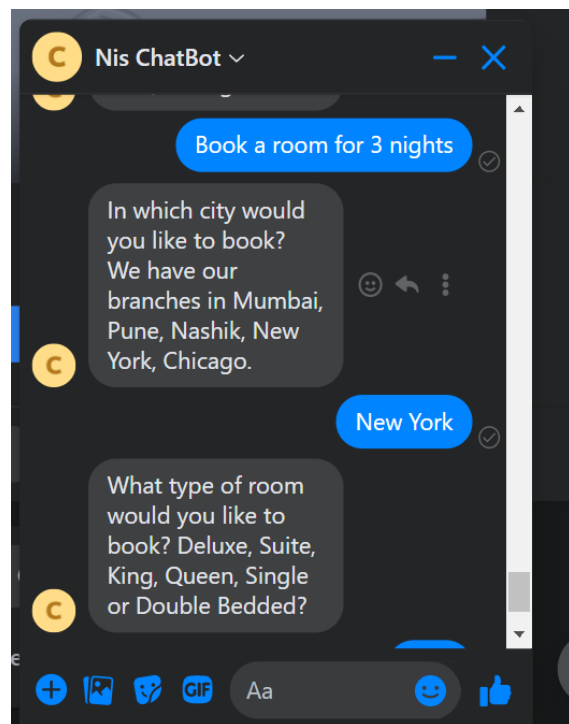 C
Nis ChatBot
Book a room for 3 nights
In which city would
you like to book?
We have our
branches in Mumbai,
Pune, Nashik, New
York, Chicago.
C
New York
What type of room
would you like to
book? Deluxe, Suite,
King, Queen, Single
or Double Bedded?
C
GIF
Aa